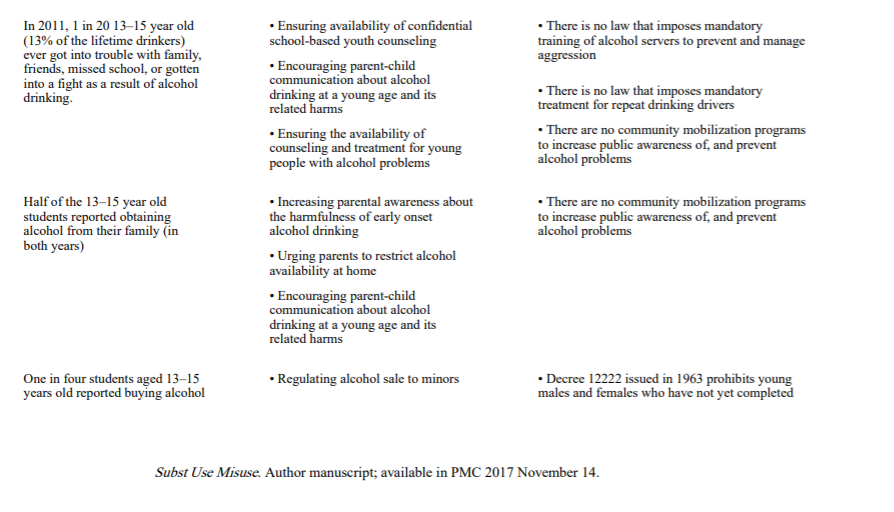 In 2011, 1 in 20 13–15 year old
(13% of the lifetime drinkers)
ever got into trouble with family,
friends, missed school, or gotten
into a fight as a result of alcohol
drinking.
• Ensuring availability of confidential
school-based youth counseling
• Encouraging parent-child
communication about alcohol
drinking at a young age and its
related harms
• Ensuring the availability of
counseling and treatment for young
people with alcohol problems
• There is no law that imposes mandatory
training of alcohol servers to prevent and manage
aggression
• There is no law that imposes mandatory
treatment for repeat drinking drivers
• There are no community mobilization programs
to increase public awareness of, and prevent
alcohol problems
Half of the 13–15 year old
students reported obtaining
alcohol from their family (in
both years)
• Increasing parental awareness about
the harmfulness of early onset
alcohol drinking
• Urging parents to restrict alcohol
availability at home
• Encouraging parent-child
communication about alcohol
drinking at a young age and its
related harms
• There are no community mobilization programs
to increase public awareness of, and prevent
alcohol problems
One in four students aged 13–15
years old reported buying alcohol
• Regulating alcohol sale to minors
• Decree 12222 issued in 1963 prohibits young
males and females who have not yet completed
Subst Use Misuse. Author manuscript; available in PMC 2017 November 14.